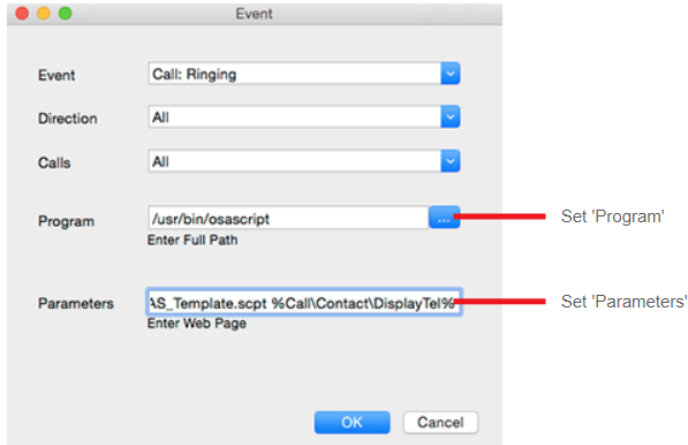 Event
Event Call: Ringing
Direction All
Calls All
Program /usr/bin/osascript ... Set 'Program'
Enter Full Path
Parameters AS_Template.scpt %Call\Contact\DisplayTel% Set 'Parameters'
Enter Web Page
OK Cancel